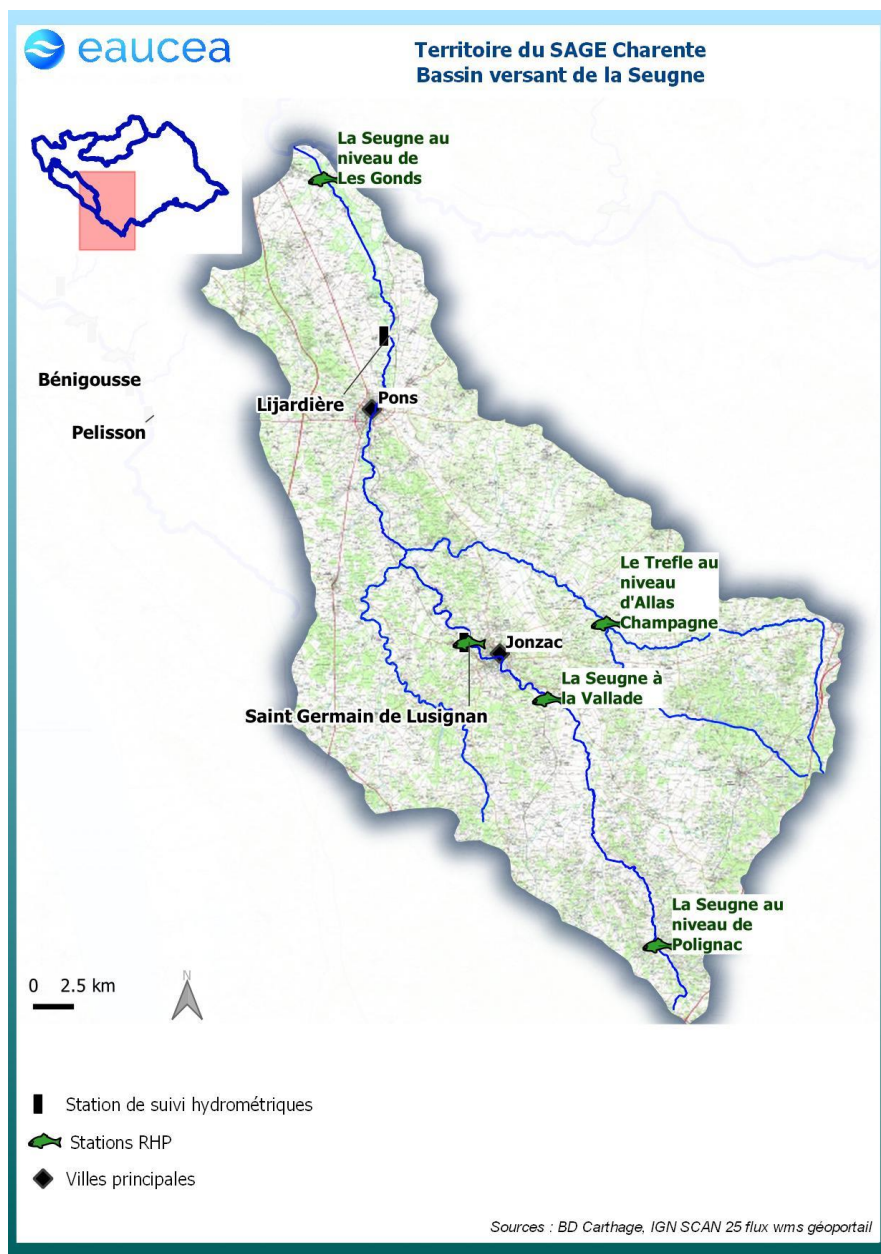 eaucea
Territoire du SAGE Charente
Bassin versant de la Seugne
La Seugne au
niveau de
Les Gonds
Bénigousse
Pelisson
Lijardière
Pons
Le Trefle au
niveau
d'Allas
Champagne
Jonzac
La Seugne à
la Vallade
Saint Germain de Lusignan
La Seugne au
niveau de
Polignac
0 2.5 km
N
Station de suivi hydrométriques
Stations RHP
Villes principales
Sources : BD Carthage, IGN SCAN 25 flux wms géoportail